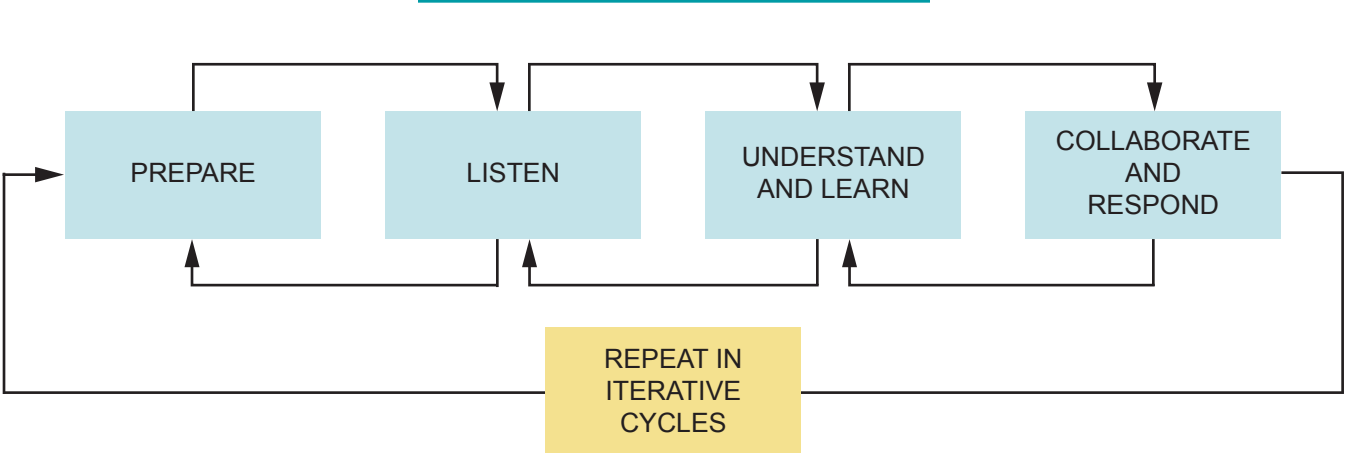 PREPARE
LISTEN
UNDERSTAND
AND LEARN
COLLABORATE
AND
RESPOND
REPEAT IN
ITERATIVE
CYCLES